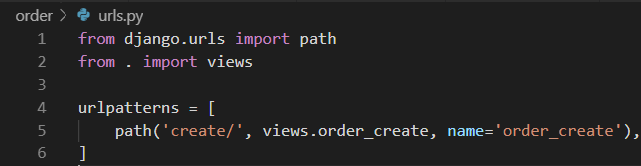 order > urls.py
1 from django.urls import path
2 from . import views
3
4 urlpatterns = [
5     path('create/', views.order_create, name='order_create'),
6 ]